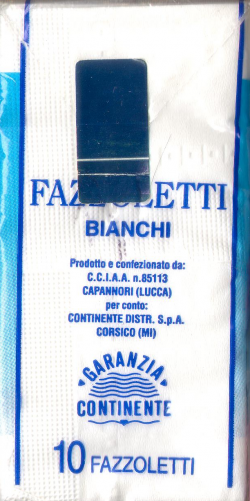 FAZZOLETTI
BIANCHI
Prodotto e confezionato da:
C.C.I.A.A. n.85113
CAPANNORI (LUCCA)
per conto:
CONTINENTE DISTR. S.p.A.
CORSICO (MI)
GARANZIA
CONTINENTE
10 FAZZOLETTI